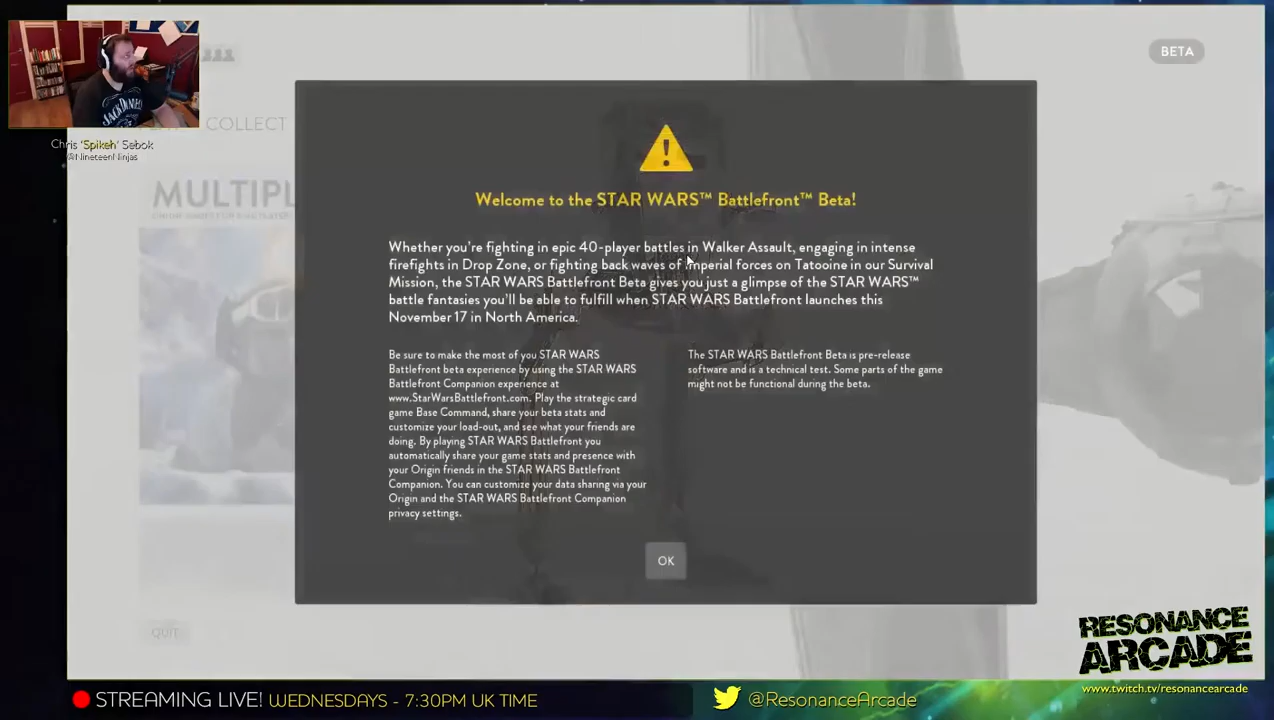 BETA
COLLECT
Chris 'Spikeh' Sebok
@NineteenNinjas
MULTIPL
Welcome to the STAR WARS™ Battlefront™ Beta!
Whether you're fighting in epic 40-player battles in Walker Assault, engaging in intense
firefights in Drop Zone, or fighting back waves of Imperial forces on Tatooine in our Survival
Mission, the STAR WARS Battlefront Beta gives you just a glimpse of the STAR WARS™
battle fantasies you'll be able to fulfill when STAR WARS Battlefront launches this
November 17 in North America.
Be sure to make the most of you STAR WARS
Battlefront beta experience by using the STAR WARS
Battlefront Companion experience at
www.StarWarsBattlefront.com. Play the strategic card
game Base Command, share your beta stats and
customize your load-out, and see what your friends are
doing. By playing STAR WARS Battlefront you
automatically share your game stats and presence with
your Origin friends in the STAR WARS Battlefront
Companion. You can customize your data sharing via your
Origin and the STAR WARS Battlefront Companion
privacy settings.
The STAR WARS Battlefront Beta is pre-release
software and is a technical test. Some parts of the game
might not be functional during the beta.
OK
QUIT
RESONANCE
ARCADE
www.twitch.tv/resonancearcade
STREAMING LIVE! WEDNESDAYS - 7:30PM UK TIME
@ResonanceArcade